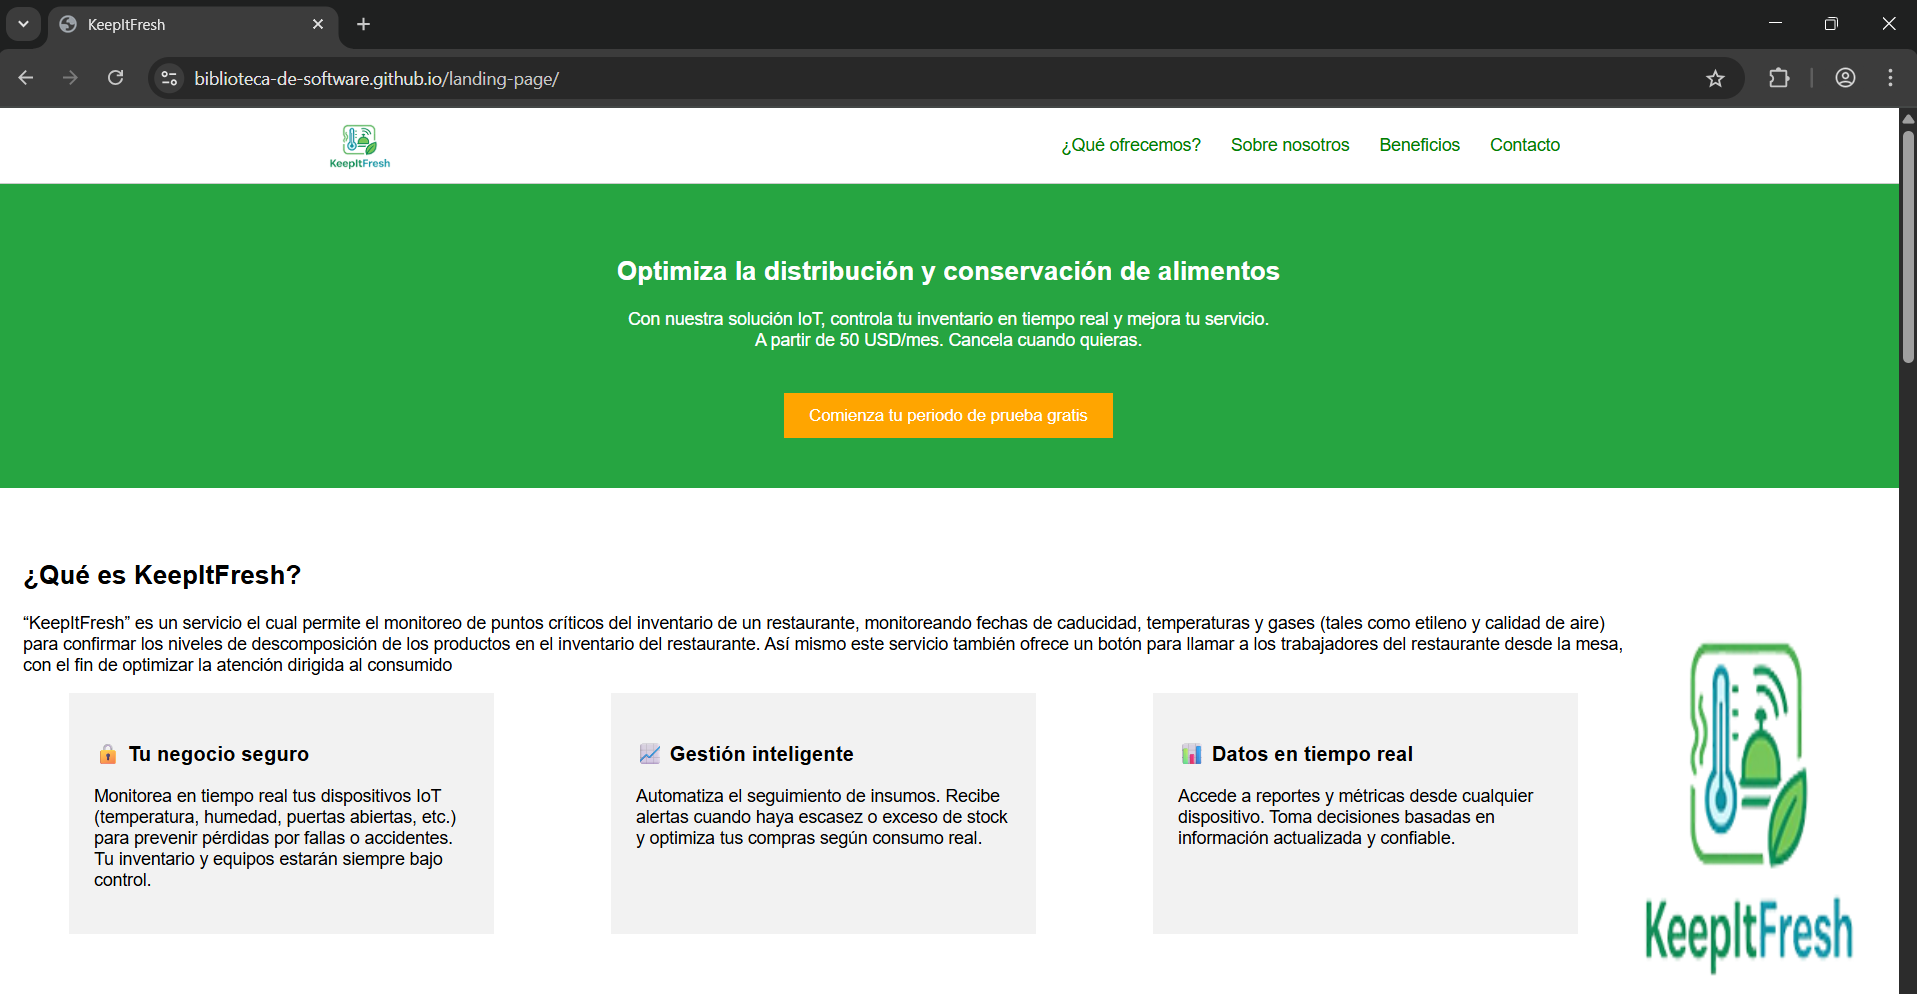 KeepItFresh
biblioteca-de-software.github.io/landing-page/
KeepItFresh
¿Qué ofrecemos? Sobre nosotros Beneficios Contacto
Optimiza la distribución y conservación de alimentos
Con nuestra solución IoT, controla tu inventario en tiempo real y mejora tu servicio.
A partir de 50 USD/mes. Cancela cuando quieras.
Comienza tu periodo de prueba gratis
¿Qué es KeepItFresh?
“KeepItFresh” es un servicio el cual permite el monitoreo de puntos críticos del inventario de un restaurante, monitoreando fechas de caducidad, temperaturas y gases (tales como etileno y calidad de aire)
para confirmar los niveles de descomposición de los productos en el inventario del restaurante. Así mismo este servicio también ofrece un botón para llamar a los trabajadores del restaurante desde la mesa,
con el fin de optimizar la atención dirigida al consumido
Tu negocio seguro
Monitorea en tiempo real tus dispositivos IoT
(temperatura, humedad, puertas abiertas, etc.)
para prevenir pérdidas por fallas o accidentes.
Tu inventario y equipos estarán siempre bajo
control.
Gestión inteligente
Automatiza el seguimiento de insumos. Recibe
alertas cuando haya escasez o exceso de stock
y optimiza tus compras según consumo real.
Datos en tiempo real
Accede a reportes y métricas desde cualquier
dispositivo. Toma decisiones basadas en
información actualizada y confiable.
KeepItFresh